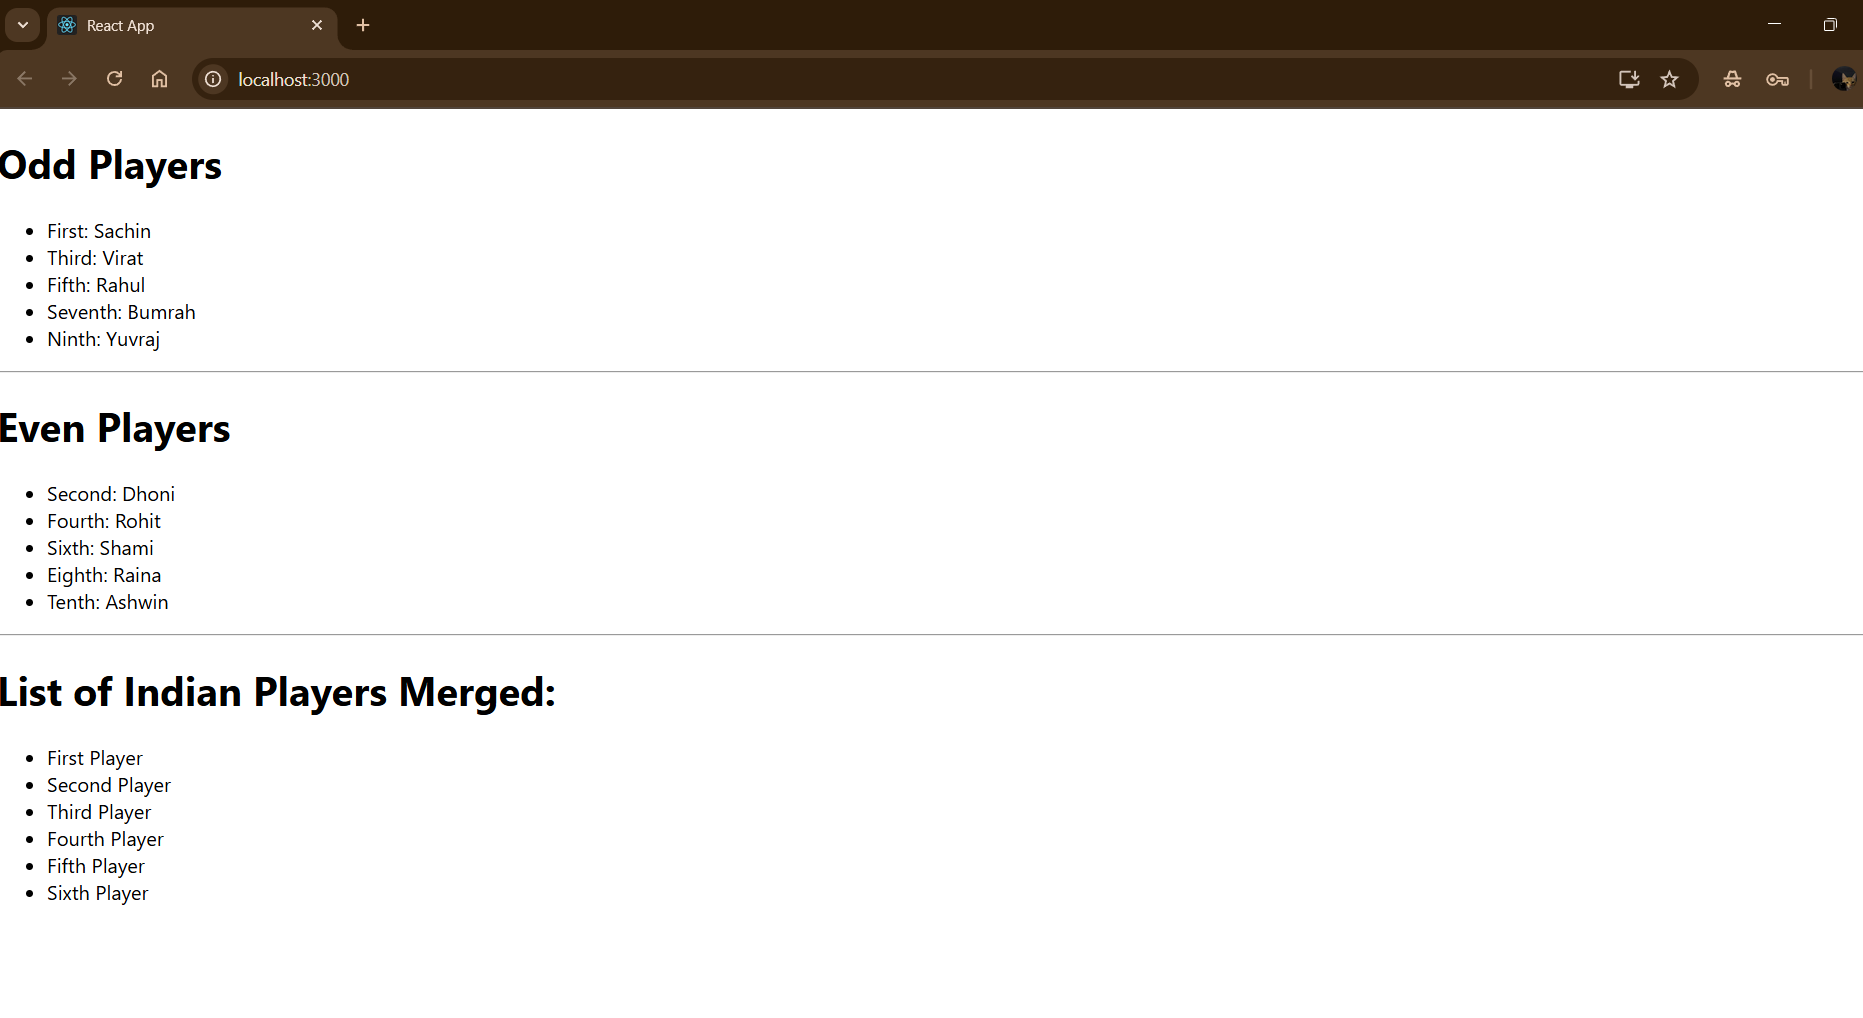 React App
localhost:3000
Odd Players
First: Sachin
Third: Virat
Fifth: Rahul
Seventh: Bumrah
Ninth: Yuvraj
Even Players
Second: Dhoni
Fourth: Rohit
Sixth: Shami
Eighth: Raina
Tenth: Ashwin
List of Indian Players Merged:
First Player
Second Player
Third Player
Fourth Player
Fifth Player
Sixth Player